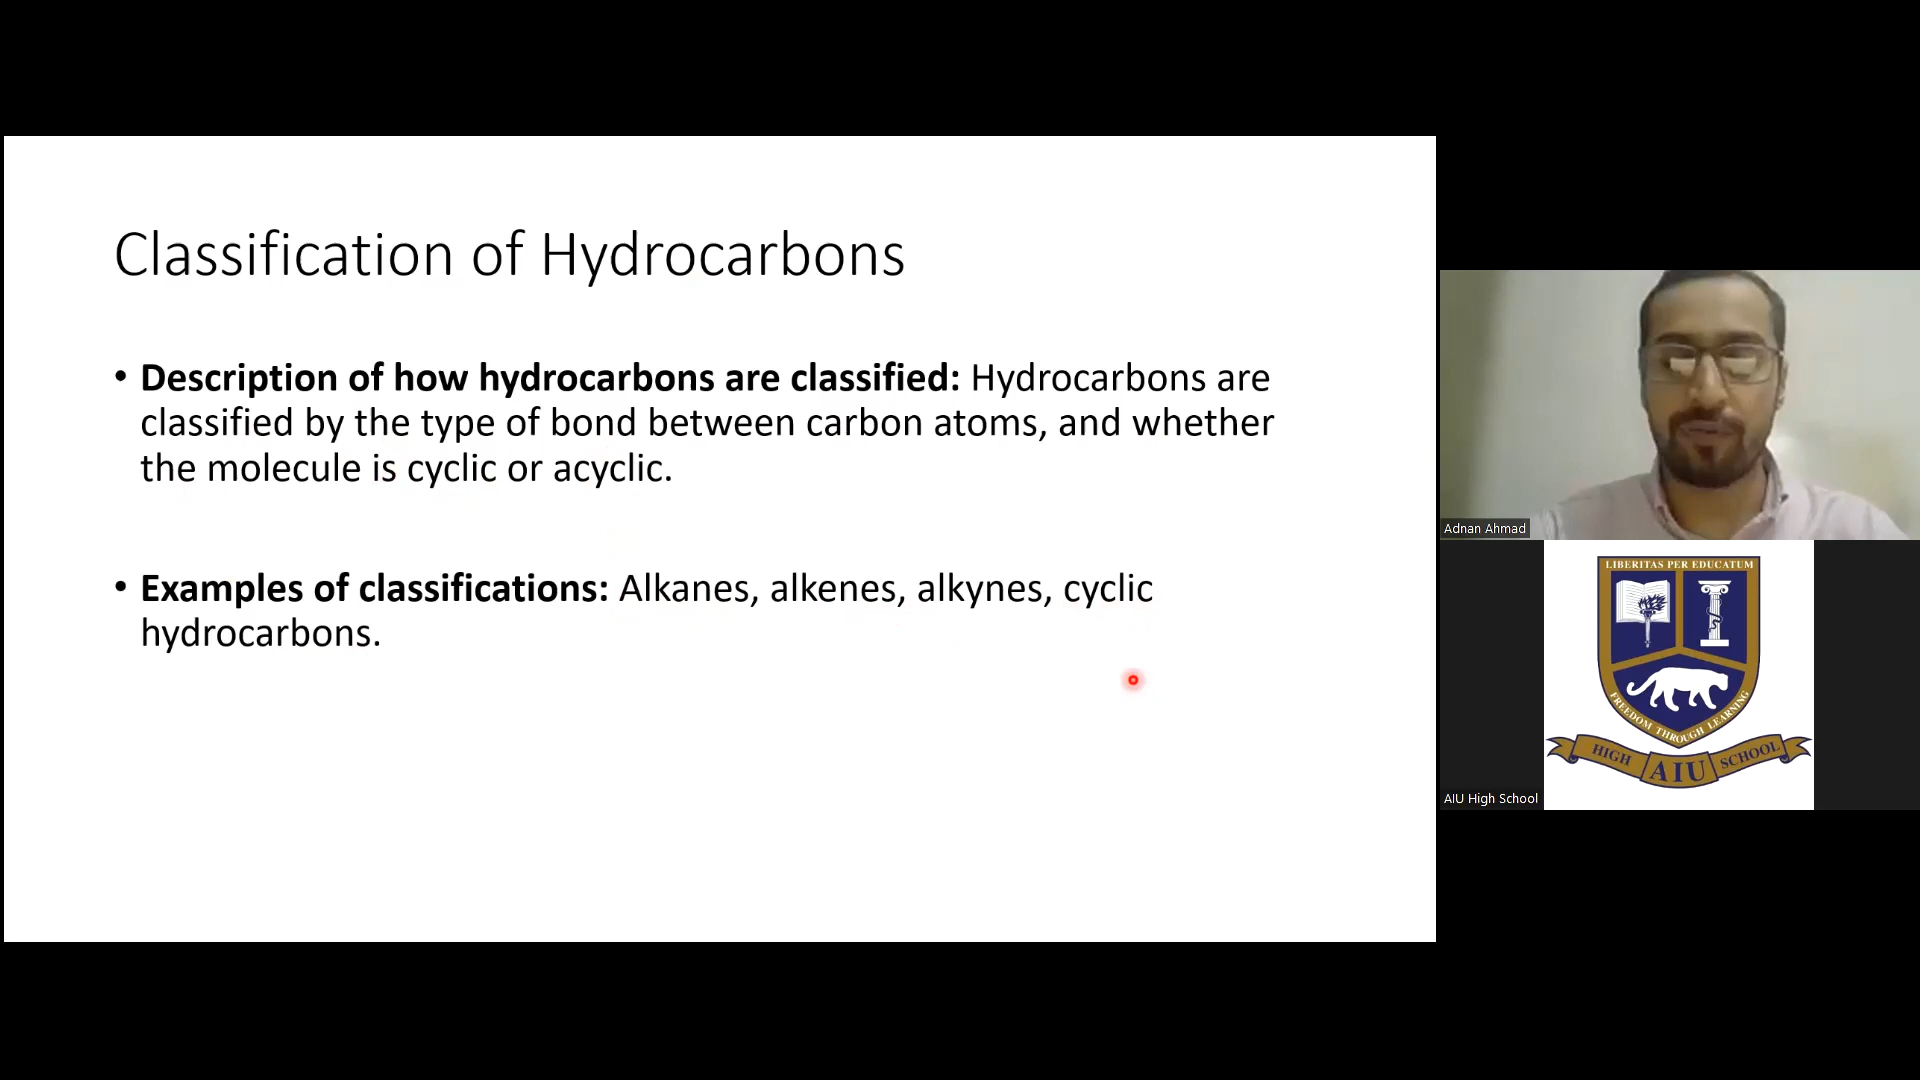 Classification of Hydrocarbons
• Description of how hydrocarbons are classified: Hydrocarbons are
classified by the type of bond between carbon atoms, and whether
the molecule is cyclic or acyclic.
• Examples of classifications: Alkanes, alkenes, alkynes, cyclic
hydrocarbons.
Adnan Ahmad
LIBERITAS PER EDUCATUM
FREEDOM THROUGH LEARNING
HIGH AIU SCHOOL
AIU High School